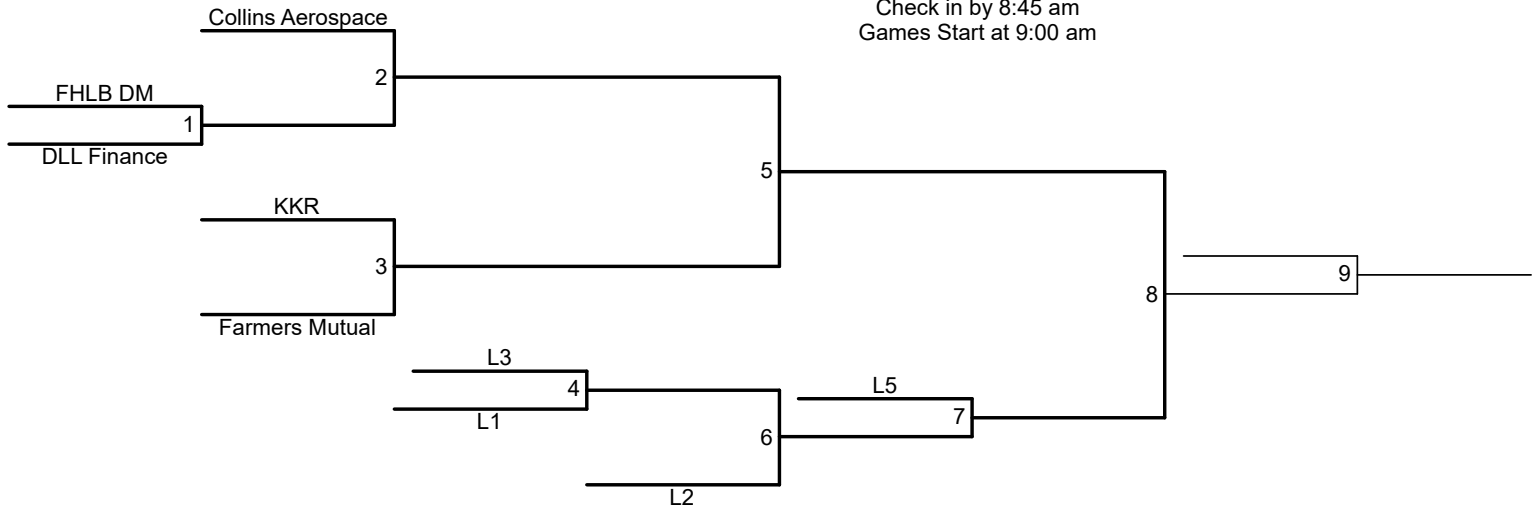 Check in by 8:45 am
Games Start at 9:00 am
Collins Aerospace
2
FHLB DM
1
DLL Finance
5
KKR
3
Farmers Mutual
9
8
L3
4
L1
L5
7
6
L2